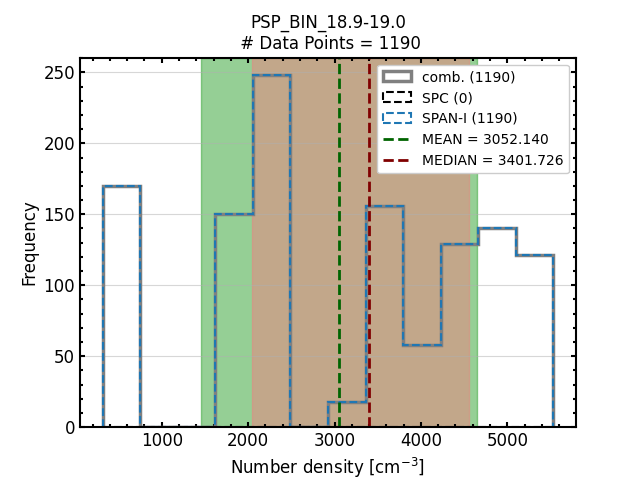 PSP_BIN_18.9-19.0
# Data Points = 1190
comb. (1190)
SPC (0)
SPAN-I (1190)
MEAN = 3052.140
MEDIAN = 3401.726
Frequency
250
200
150
100
50
0
1000 2000 3000 4000 5000
Number density [cm⁻³]